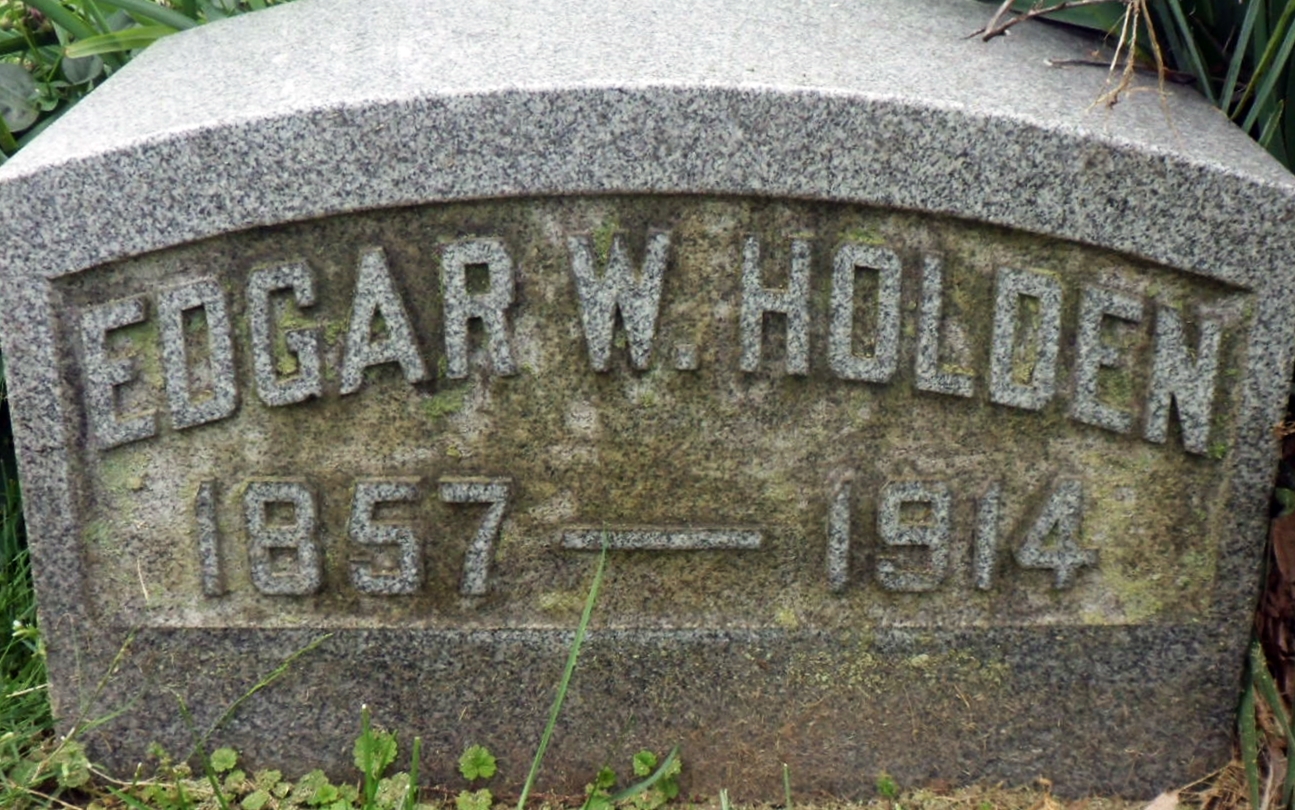 EDGAR W. HOLDEN
1857 — 1914